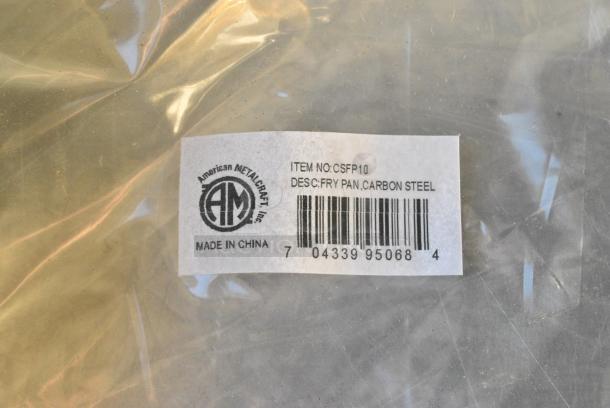 American METALCRAFT, Inc.
AM
MADE IN CHINA
ITEM NO:CSFP10
DESC:FRY PAN,CARBON STEEL
7 04339 95068 4